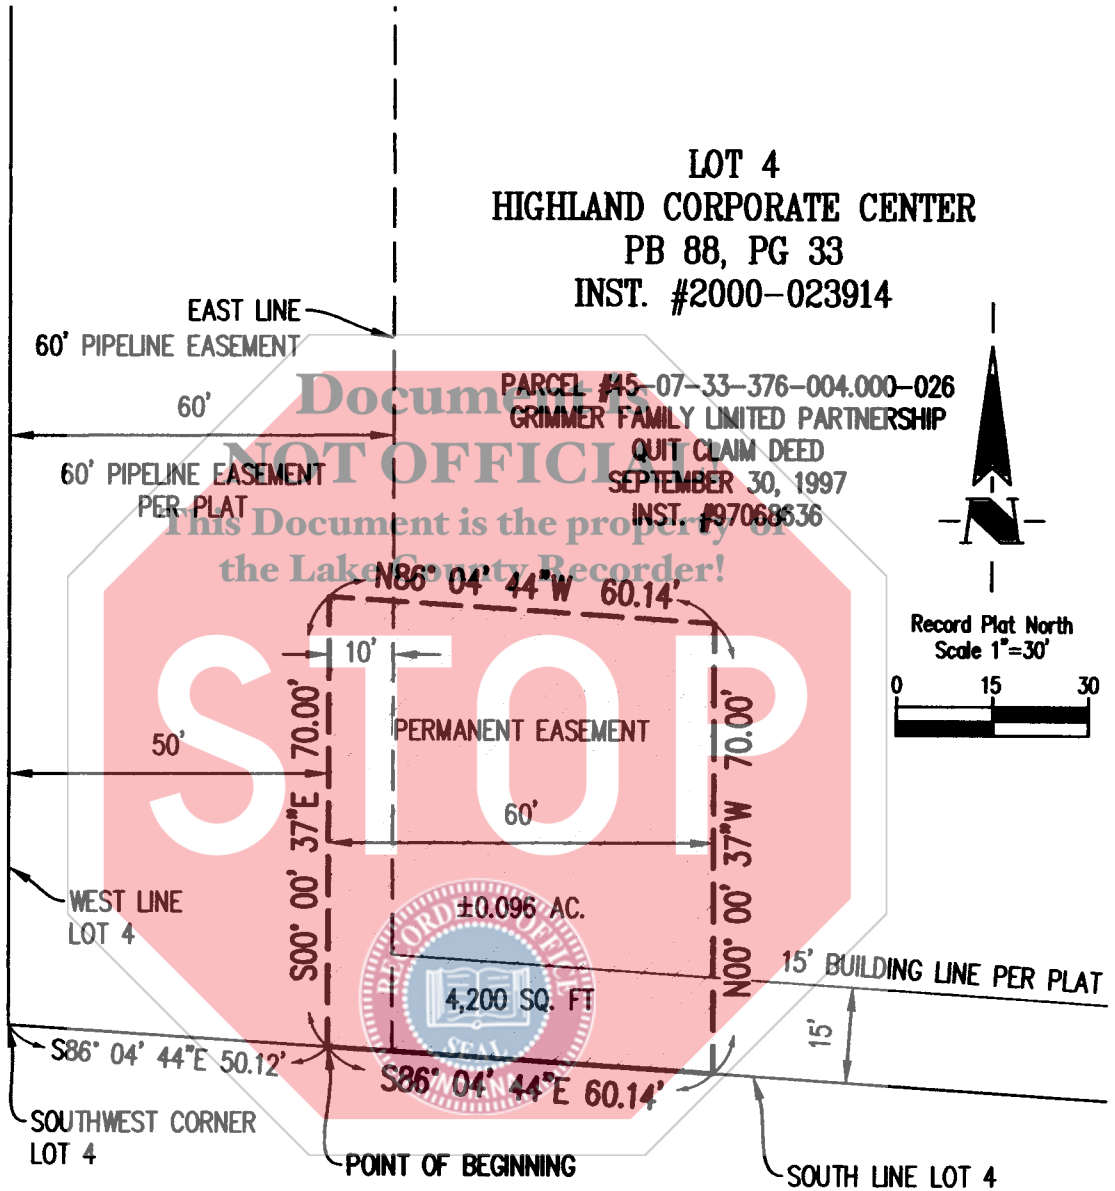 LOT 4
HIGHLAND CORPORATE CENTER
PB 88, PG 33
INST. #2000-023914
EAST LINE
60' PIPELINE EASEMENT
60'
60' PIPELINE EASEMENT
PER PLAT
PARCEL #45-07-33-376-004.000-026
GRIMMER FAMILY LIMITED PARTNERSHIP
QUIT CLAIM DEED
SEPTEMBER 30, 1997
INST. #97068636
Document is
NOT OFFICIAL!
This Document is the property of
the Lake County Recorder!
N
Record Plat North
Scale 1"=30'
0 15 30
N86° 04' 44"W 60.14'
10'
STOP
PERMANENT EASEMENT
50'
60'
S00° 00' 37"E 70.00'
N00° 00' 37"W 70.00'
±0.096 AC.
4,200 SQ. FT
SEAL
WEST LINE
LOT 4
15' BUILDING LINE PER PLAT
15'
S86° 04' 44"E 50.12'
S86° 04' 44"E 60.14'
SOUTHWEST CORNER
LOT 4
POINT OF BEGINNING
SOUTH LINE LOT 4